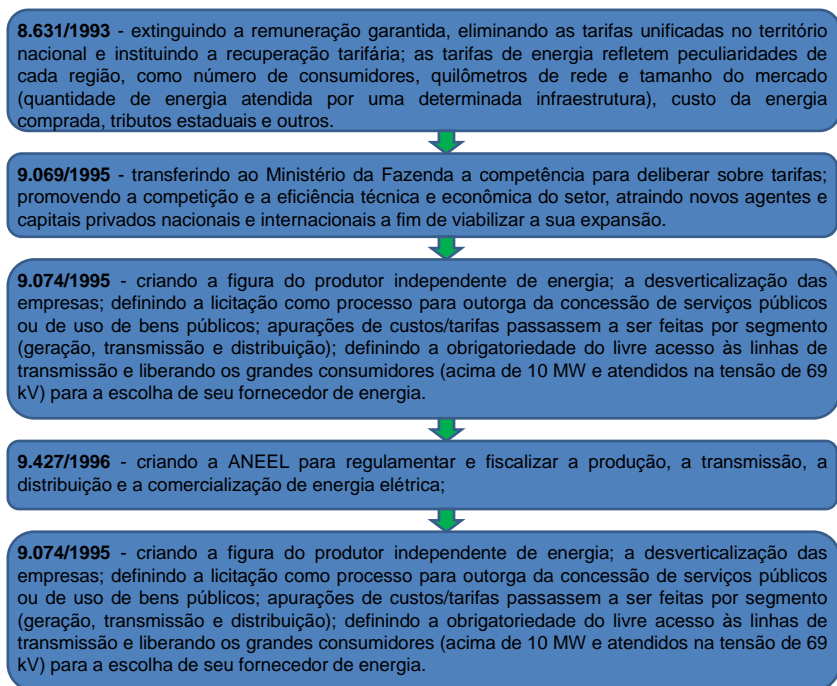 8.631/1993 - extinguindo a remuneração garantida, eliminando as tarifas unificadas no território
nacional e instituindo a recuperação tarifária; as tarifas de energia refletem peculiaridades de
cada região, como número de consumidores, quilômetros de rede e tamanho do mercado
(quantidade de energia atendida por uma determinada infraestrutura), custo da energia
comprada, tributos estaduais e outros.
9.069/1995 - transferindo ao Ministério da Fazenda a competência para deliberar sobre tarifas;
promovendo a competição e a eficiência técnica e econômica do setor, atraindo novos agentes e
capitais privados nacionais e internacionais a fim de viabilizar a sua expansão.
9.074/1995 - criando a figura do produtor independente de energia; a desverticalização das
empresas; definindo a licitação como processo para outorga da concessão de serviços públicos
ou de uso de bens públicos; apurações de custos/tarifas passassem a ser feitas por segmento
(geração, transmissão e distribuição); definindo a obrigatoriedade do livre acesso às linhas de
transmissão e liberando os grandes consumidores (acima de 10 MW e atendidos na tensão de 69
kV) para a escolha de seu fornecedor de energia.
9.427/1996 - criando a ANEEL para regulamentar e fiscalizar a produção, a transmissão, a
distribuição e a comercialização de energia elétrica;
9.074/1995 - criando a figura do produtor independente de energia; a desverticalização das
empresas; definindo a licitação como processo para outorga da concessão de serviços públicos
ou de uso de bens públicos; apurações de custos/tarifas passassem a ser feitas por segmento
(geração, transmissão e distribuição); definindo a obrigatoriedade do livre acesso às linhas de
transmissão e liberando os grandes consumidores (acima de 10 MW e atendidos na tensão de 69
kV) para a escolha de seu fornecedor de energia.